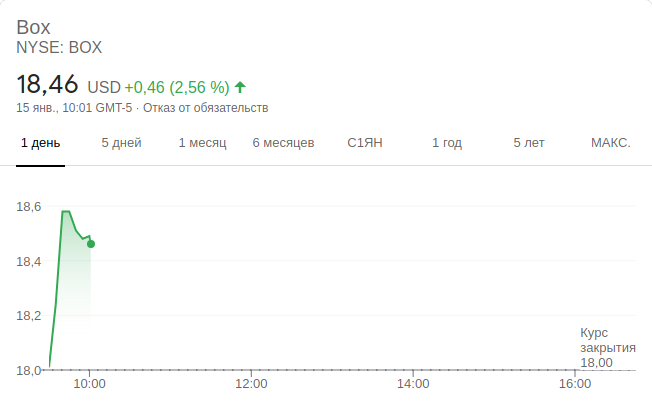 Box
NYSE: BOX
18,46 USD +0,46 (2,56 %)
15 янв., 10:01 GMT-5 · Отказ от обязательств
1 день 5 дней 1 месяц 6 месяцев С1ЯН 1 год 5 лет МАКС.
18,6
18,4
18,2
18,0
Курс
закрытия
18,00
10:00 12:00 14:00 16:00